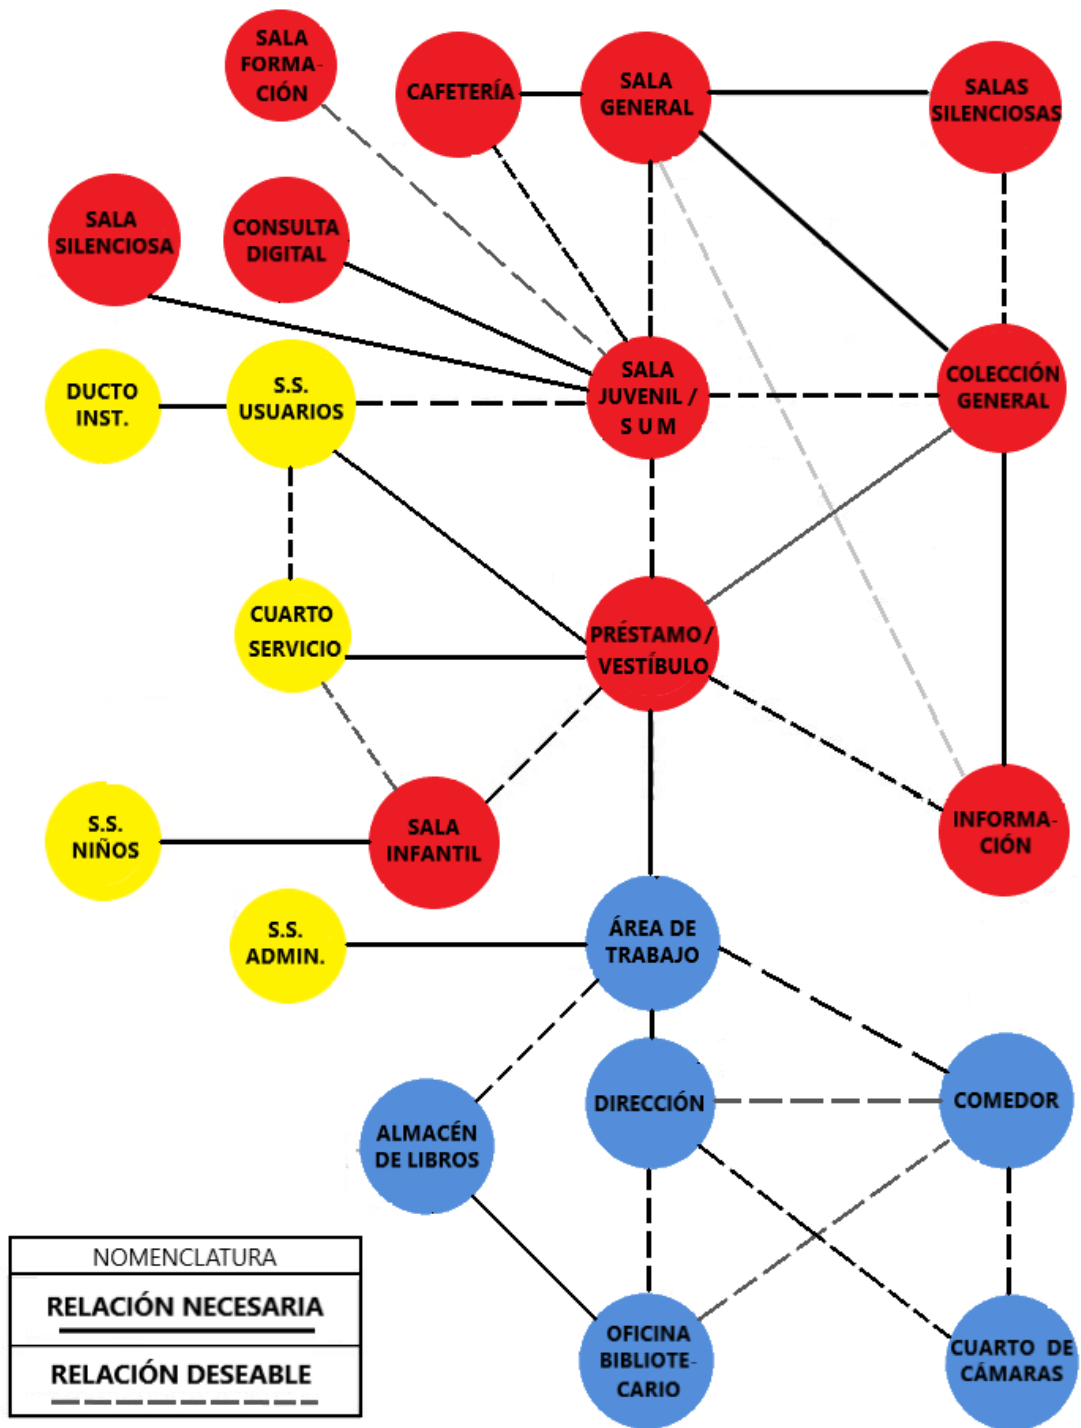 SALA
FORMA-
CIÓN
CAFETERÍA
SALA
GENERAL
SALAS
SILENCIOSAS
SALA
SILENCIOSA
CONSULTA
DIGITAL
DUCTO
INST.
S.S.
USUARIOS
SALA
JUVENIL /
S U M
COLECCIÓN
GENERAL
CUARTO
SERVICIO
PRÉSTAMO /
VESTÍBULO
S.S.
NIÑOS
SALA
INFANTIL
INFORMA-
CIÓN
S.S.
ADMIN.
ÁREA DE
TRABAJO
ALMACÉN
DE LIBROS
DIRECCIÓN
COMEDOR
OFICINA
BIBLIOTE-
CARIO
CUARTO DE
CÁMARAS
NOMENCLATURA
RELACIÓN NECESARIA
RELACIÓN DESEABLE